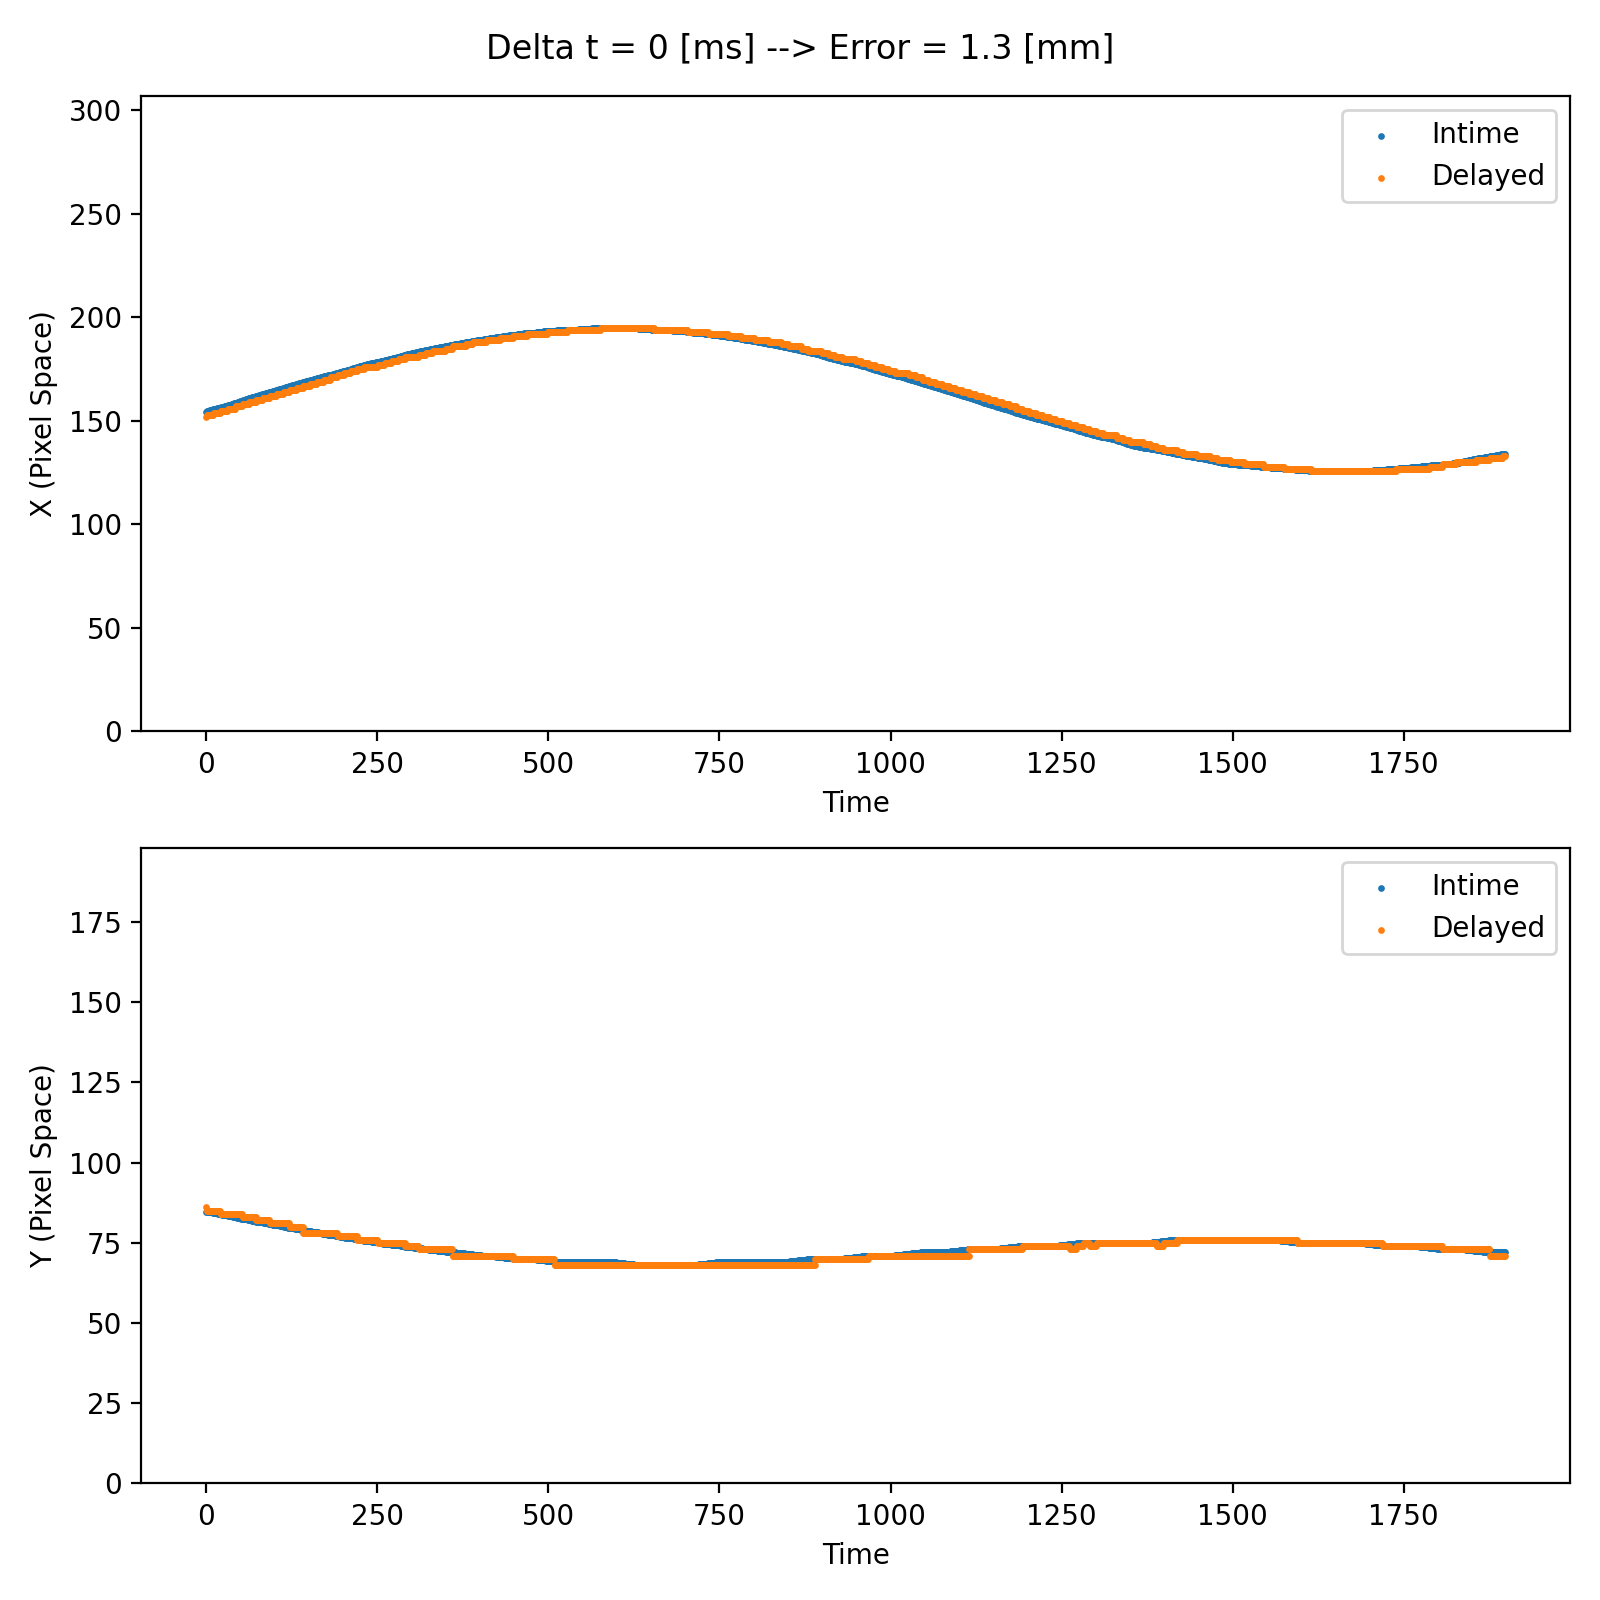 Delta t = 0 [ms] --> Error = 1.3 [mm]
300
250
200
150
100
50
0
X (Pixel Space)
Intime
Delayed
0 250 500 750 1000 1250 1500 1750
Time
175
150
125
100
75
50
25
0
Y (Pixel Space)
Intime
Delayed
0 250 500 750 1000 1250 1500 1750
Time